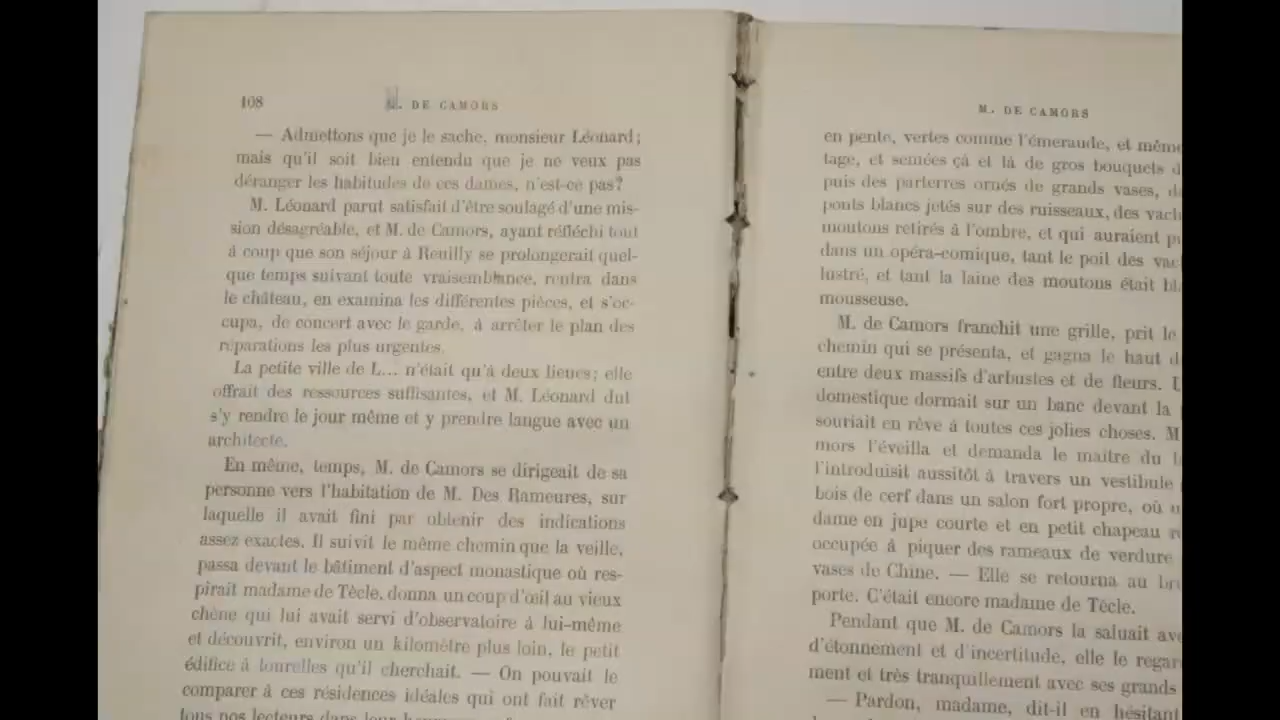 108
M. DE CAMORS
— Admettons que je le sache, monsieur Léonard;
mais qu'il soit bien entendu que je ne veux pas
déranger les habitudes de ces dames, n'est-ce pas?
M. Léonard parut satisfait d'être soulagé d'une mis-
sion désagréable, et M. de Camors, ayant réfléchi tout
à coup que son séjour à Reuilly se prolongerait quel-
que temps suivant toute vraisemblance, rentra dans
le château, en examina les différentes pièces, et s'oc-
cupa, de concert avec le garde, à arrêter le plan des
réparations les plus urgentes.
La petite ville de L... n'était qu'à deux lieues; elle
offrait des ressources suffisantes, et M. Léonard dut
s'y rendre le jour même et y prendre langue avec un
architecte.
En même, temps, M. de Camors se dirigeait de sa
personne vers l'habitation de M. Des Rameures, sur
laquelle il avait fini par obtenir des indications
assez exactes. Il suivit le même chemin que la veille,
passa devant le bâtiment d'aspect monastique où res-
pirait madame de Tècle, donna un coup d'œil au vieux
chêne qui lui avait servi d'observatoire à lui-même
et découvrit, environ un kilomètre plus loin, le petit
édifice à tourelles qu'il cherchait. — On pouvait le
comparer à ces résidences idéales qui ont fait rêver
tous nos lecteurs dans leur
M. DE CAMORS
en pente, vertes comme l'émeraude, et même
tage, et semées çà et là de gros bouquets d
puis des parterres ornés de grands vases, d
ponts blancs jetés sur des ruisseaux, des vach
moutons retirés à l'ombre, et qui auraient p
dans un opéra-comique, tant le poil des vac
lustré, et tant la laine des moutons était bl
mousseuse.
M. de Camors franchit une grille, prit le
chemin qui se présenta, et gagna le haut d
entre deux massifs d'arbustes et de fleurs.
domestique dormait sur un banc devant la
souriait en rêve à toutes ces jolies choses. M
mors l'éveilla et demanda le maître du l
l'introduisit aussitôt à travers un vestibule
bois de cerf dans un salon fort propre, où u
dame en jupe courte et en petit chapeau r
occupée à piquer des rameaux de verdure
vases de Chine. — Elle se retourna au bru
porte. C'était encore madame de Tècle.
Pendant que M. de Camors la saluait ave
d'étonnement et d'incertitude, elle le regar
ment et très tranquillement avec ses grands
— Pardon, madame, dit-il en hésitant